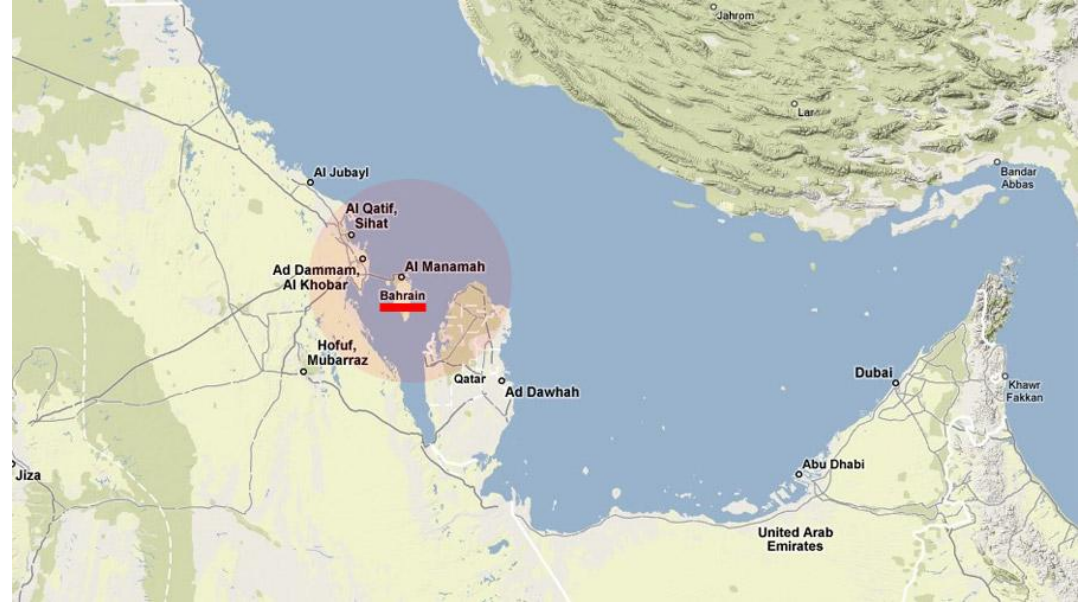 Jahrom
Lar
Bandar
Abbas
Al Jubayl
Al Qatif,
Sihat
Ad Dammam,
Al Khobar
Al Manamah
Bahrain
Hofuf,
Mubarraz
Qatar
Ad Dawhah
Dubai
Khawr
Fakkan
Jiza
Abu Dhabi
United Arab
Emirates